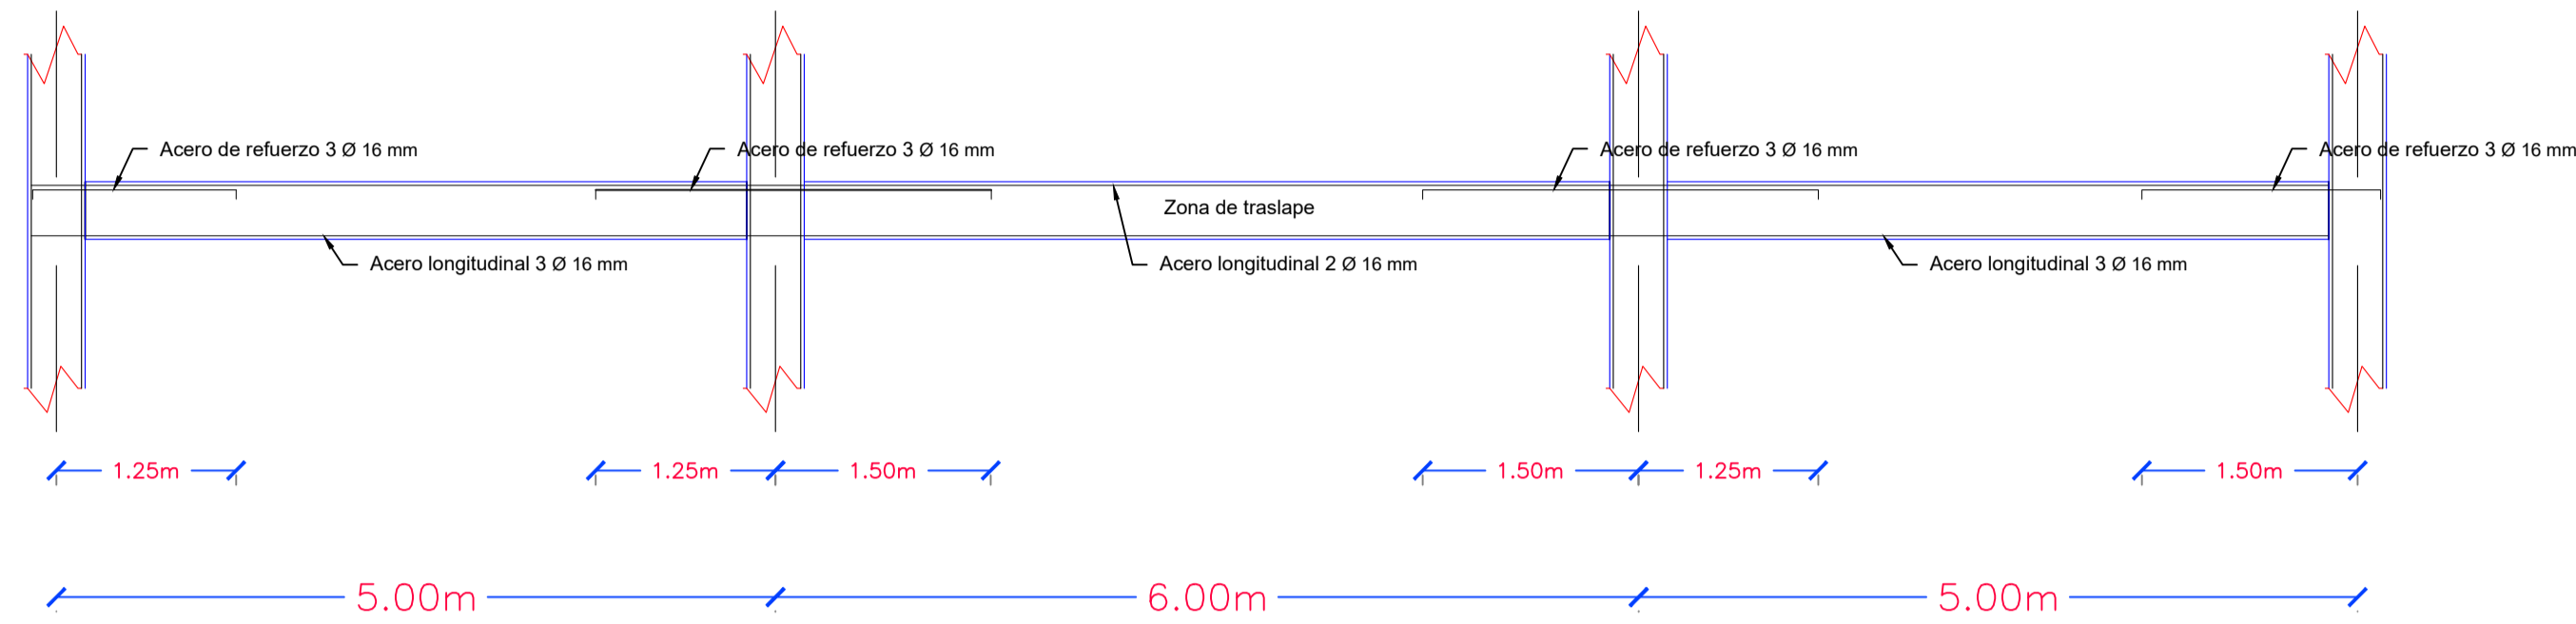 Acero de refuerzo 3 Ø 16 mm
Acero de refuerzo 3 Ø 16 mm
Acero de refuerzo 3 Ø 16 mm
Acero de refuerzo 3 Ø 16 mm
Zona de traslape
Acero longitudinal 3 Ø 16 mm
Acero longitudinal 2 Ø 16 mm
Acero longitudinal 3 Ø 16 mm
1.25m
1.25m
1.50m
1.50m
1.25m
1.50m
5.00m
6.00m
5.00m